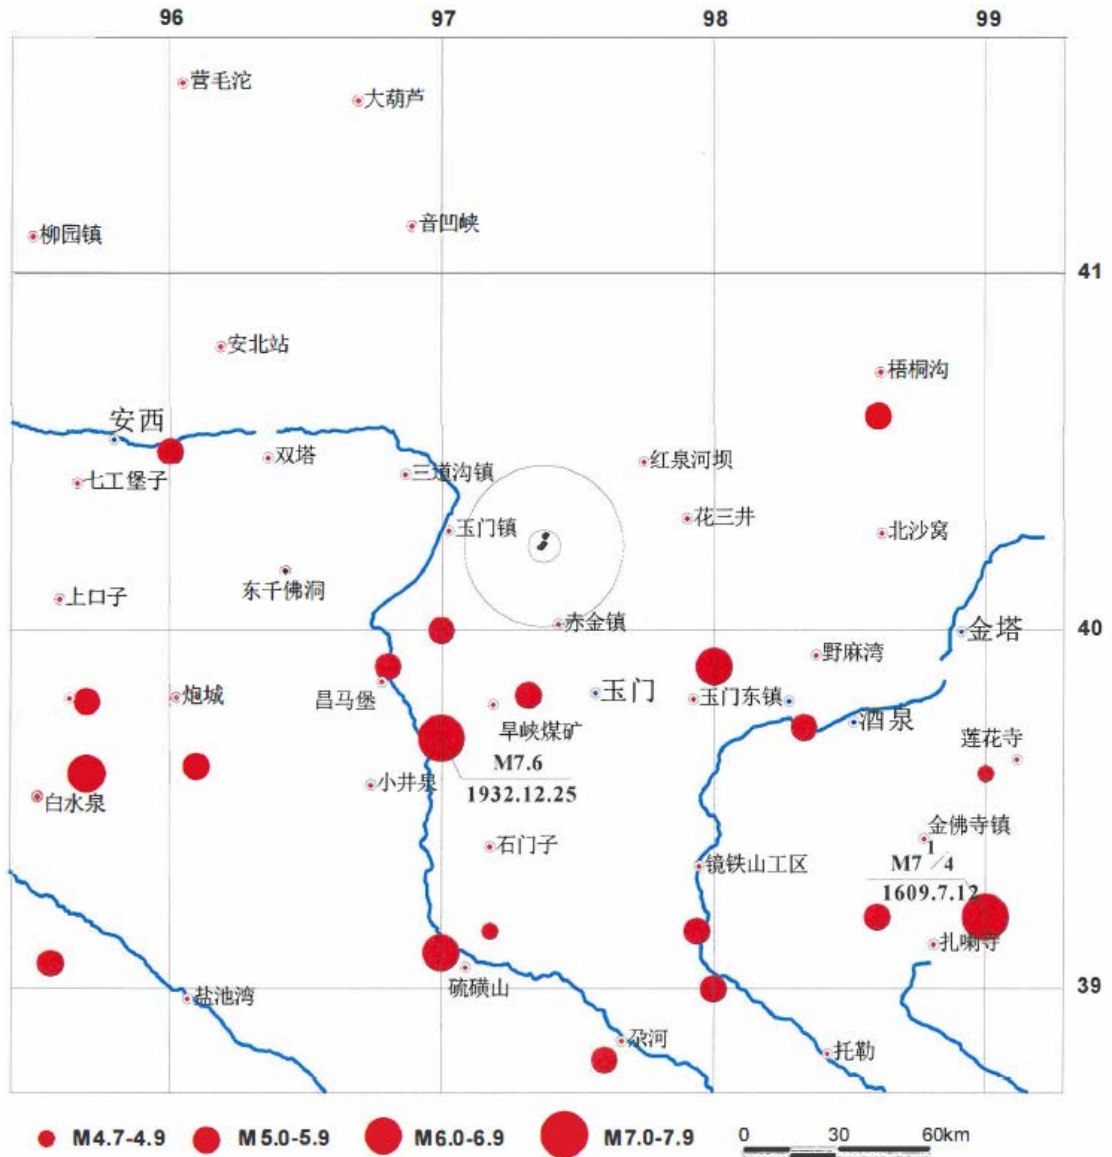 96 97 98 99
营毛沱
大葫芦
音凹峡
柳园镇
41
安北站
梧桐沟
安西
双塔
三道沟镇
红泉河坝
七工堡子
玉门镇
花三井
北沙窝
东千佛洞
上口子
赤金镇
金塔
40
野麻湾
炮城
昌马堡
玉门
玉门东镇
酒泉
旱峡煤矿
莲花寺
M7.6
1932.12.25
小井泉
白水泉
金佛寺镇
石门子
镜铁山工区
M7 1/4
1609.7.12
扎喇寺
硫磺山
39
盐池湾
尕河
托勒
M4.7-4.9 M5.0-5.9 M6.0-6.9 M7.0-7.9 0 30 60km